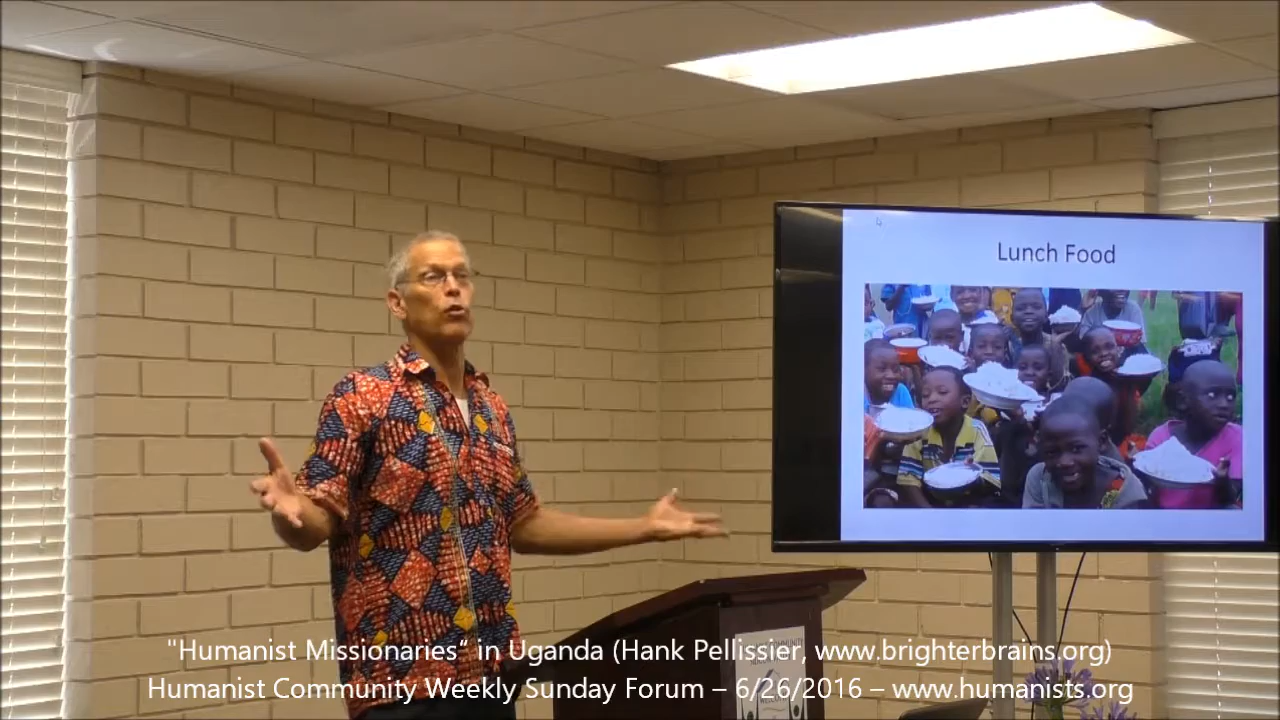 Lunch Food
"Humanist Missionaries“ in Uganda (Hank Pellissier, www.brighterbrains.org)
Humanist Community Weekly Sunday Forum – 6/26/2016 – www.humanists.org